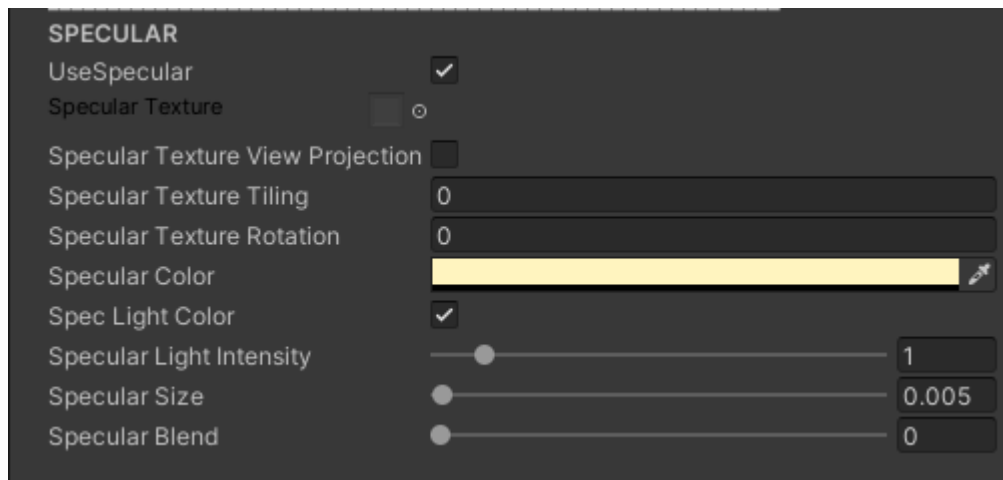 SPECULAR
UseSpecular
Specular Texture
Specular Texture View Projection
Specular Texture Tiling 0
Specular Texture Rotation 0
Specular Color
Spec Light Color
Specular Light Intensity 1
Specular Size 0.005
Specular Blend 0